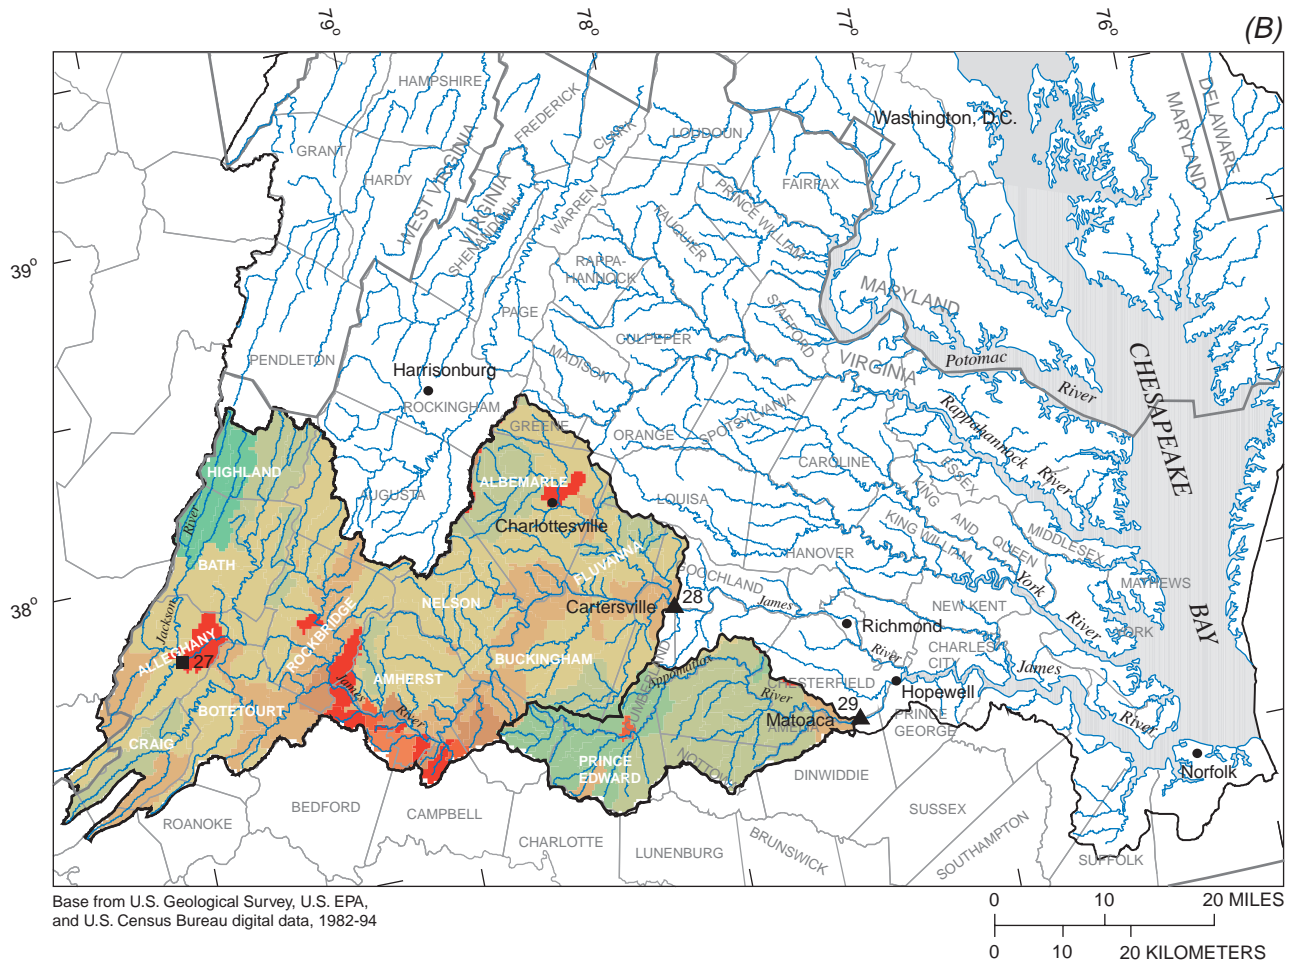 79°
78°
77°
76°
(B)
HAMPSHIRE
FREDERICK
CLARK
LOUDOUN
Washington, D.C.
MARYLAND
DELAWARE
GRANT
HARDY
WEST VIRGINIA
VIRGINIA
SHENANDOAH
WARREN
FAUQUIER
PRINCE WILLIAM
FAIRFAX
39°
RAPPA-
HANNOCK
PAGE
CULPEPER
STAFFORD
MARYLAND
VIRGINIA
Potomac
River
CHESAPEAKE
BAY
PENDLETON
Harrisonburg
ROCKINGHAM
MADISON
GREENE
ORANGE
SPOTSYLVANIA
Rappahannock
River
HIGHLAND
River
AUGUSTA
ALBEMARLE
Charlottesville
LOUISA
CAROLINE
ESSEX
KING
AND
QUEEN
KING WILLIAM
MIDDLESEX
HANOVER
MATHEWS
38°
BATH
Jackson
ALLEGHANY
27
ROCKBRIDGE
NELSON
FLUVANNA
Cartersville
28
GOOCHLAND
James
River
Richmond
NEW KENT
York
River
YORK
CHARLES
CITY
James
River
BUCKINGHAM
AMHERST
James
River
BOTETOURT
CRAIG
Appomattox
River
CHESTERFIELD
Hopewell
29
Matoaca
AMELIA
PRINCE
GEORGE
PRINCE
EDWARD
NOTTOWAY
DINWIDDIE
Norfolk
ROANOKE
BEDFORD
CAMPBELL
CHARLOTTE
LUNENBURG
BRUNSWICK
SUSSEX
SOUTHAMPTON
SUFFOLK
Base from U.S. Geological Survey, U.S. EPA,
and U.S. Census Bureau digital data, 1982-94
0 10 20 MILES
0 10 20 KILOMETERS